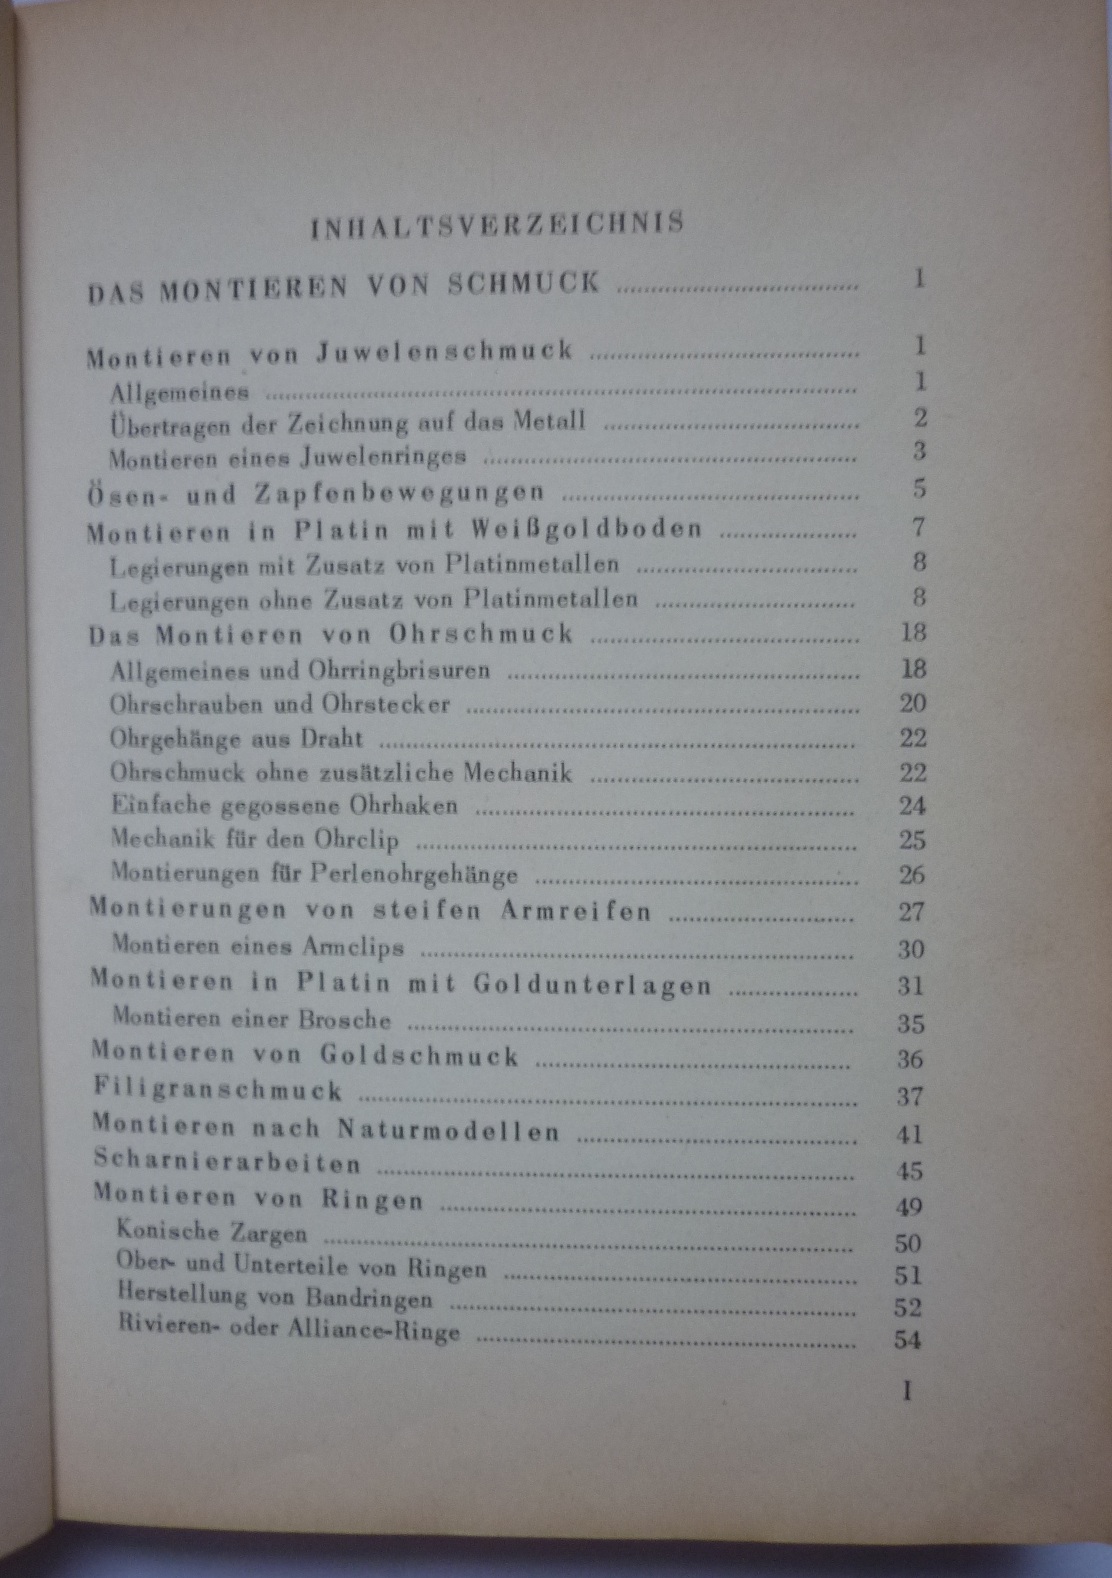 INHALTSVERZEICHNIS
DAS MONTIEREN VON SCHMUCK ........................................ 1
Montieren von Juwelenschmuck ........................................ 1
Allgemeines ........................................ 1
Übertragen der Zeichnung auf das Metall ........................................ 2
Montieren eines Juwelenringes ........................................ 3
Ösen- und Zapfenbewegungen ........................................ 5
Montieren in Platin mit Weißgoldboden ........................................ 7
Legierungen mit Zusatz von Platinmetallen ........................................ 8
Legierungen ohne Zusatz von Platinmetallen ........................................ 8
Das Montieren von Ohrschmuck ........................................ 18
Allgemeines und Ohrringbrisuren ........................................ 18
Ohrschrauben und Ohrstecker ........................................ 20
Ohrgehänge aus Draht ........................................ 22
Ohrschmuck ohne zusätzliche Mechanik ........................................ 22
Einfache gegossene Ohrhaken ........................................ 24
Mechanik für den Ohrclip ........................................ 25
Montierungen für Perlenohrgehänge ........................................ 26
Montierungen von steifen Armreifen ........................................ 27
Montieren eines Armclips ........................................ 30
Montieren in Platin mit Goldunterlagen ........................................ 31
Montieren einer Brosche ........................................ 35
Montieren von Goldschmuck ........................................ 36
Filigranschmuck ........................................ 37
Montieren nach Naturmodellen ........................................ 41
Scharnierarbeiten ........................................ 45
Montieren von Ringen ........................................ 49
Konische Zargen ........................................ 50
Ober- und Unterteile von Ringen ........................................ 51
Herstellung von Bandringen ........................................ 52
Rivieren- oder Alliance-Ringe ........................................ 54
I